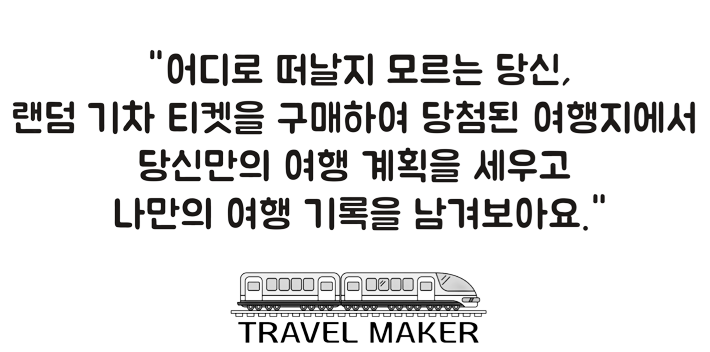 "어디로 떠날지 모르는 당신,
랜덤 기차 티켓을 구매하여 당첨된 여행지에서
당신만의 여행 계획을 세우고
나만의 여행 기록을 남겨보아요."
TRAVEL MAKER